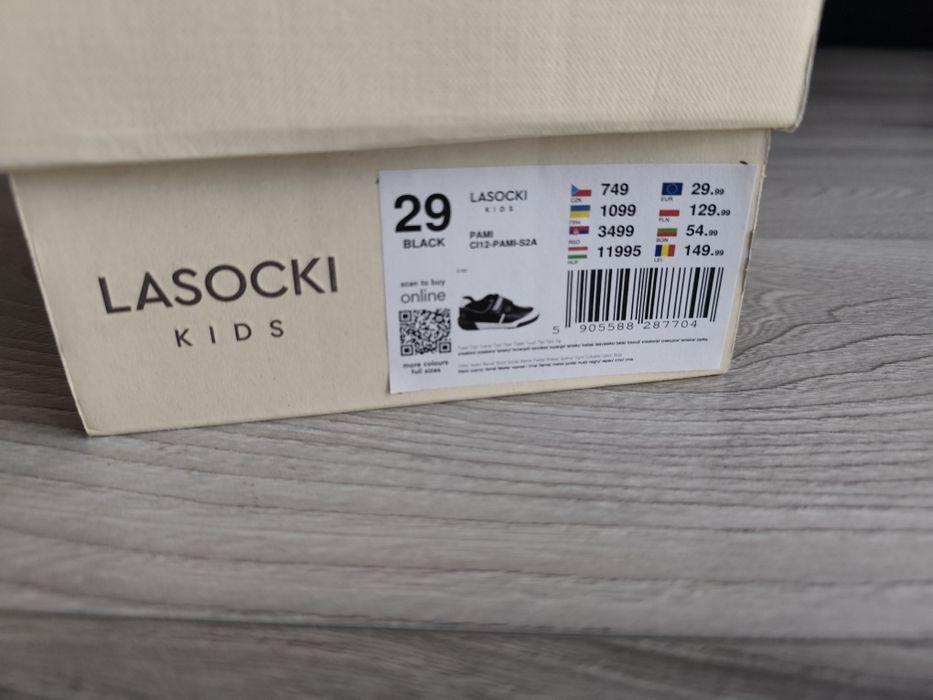 LASOCKI
KIDS
29
BLACK
LASOCKI
KIDS
PAMI
CI12-PAMI-S2A
CZK 749
1099
RSD 3499
HUF 11995
EUR 29.99
PLN 129.99
BGN 54.99
LEI 149.99
scan to buy
online
more colours
full sizes
5 905588 287704